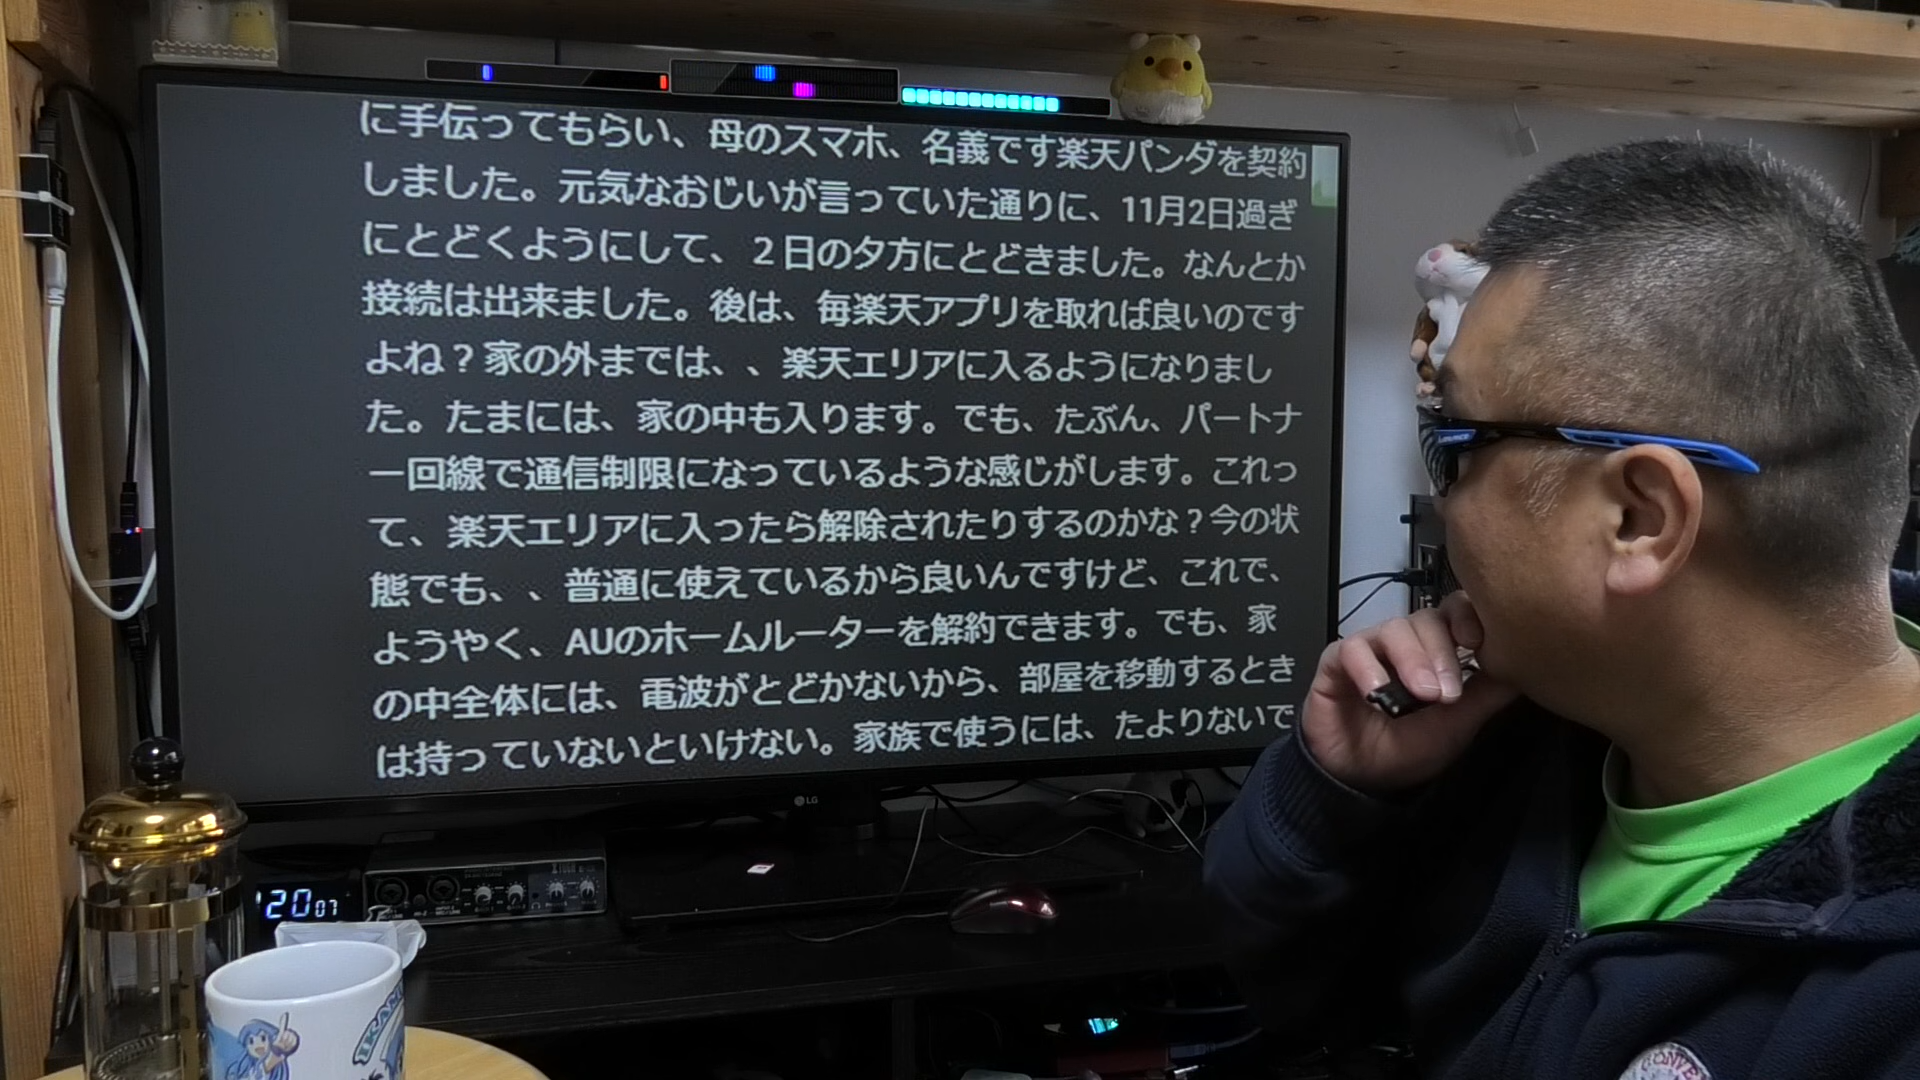 に手伝ってもらい、母のスマホ、名義です楽天パンダを契約
しました。元気なおじいが言っていた通りに、11月2日過ぎ
にとどくようにして、２日の夕方にとどきました。なんとか
接続は出来ました。後は、毎楽天アプリを取れば良いのです
よね？家の外までは、、楽天エリアに入るようになりまし
た。たまには、家の中も入ります。でも、たぶん、パートナ
ー回線で通信制限になっているような感じがします。これっ
て、楽天エリアに入ったら解除されたりするのかな？今の状
態でも、、普通に使えているから良いんですけど、これで、
ようやく、AUのホームルーターを解約できます。でも、家
の中全体には、電波がとどかないから、部屋を移動するとき
は持っていないといけない。家族で使うには、たよりないで
LG
20 07